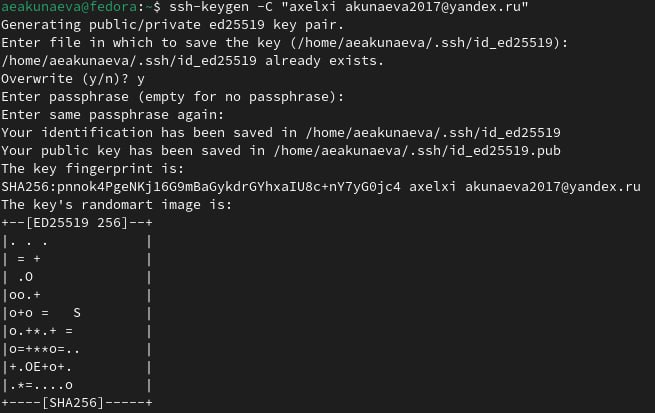 aeakunaeva@fedora:~$ ssh-keygen -C "axelxi akunaeva2017@yandex.ru"
Generating public/private ed25519 key pair.
Enter file in which to save the key (/home/aeakunaeva/.ssh/id_ed25519):
/home/aeakunaeva/.ssh/id_ed25519 already exists.
Overwrite (y/n)? y
Enter passphrase (empty for no passphrase):
Enter same passphrase again:
Your identification has been saved in /home/aeakunaeva/.ssh/id_ed25519
Your public key has been saved in /home/aeakunaeva/.ssh/id_ed25519.pub
The key fingerprint is:
SHA256:pnnok4PgeNKj16G9mBaGykdrGYhxaIU8c+nY7yG0jc4 axelxi akunaeva2017@yandex.ru
The key's randomart image is:
+--[ED25519 256]--+
|. . .            |
| = +             |
| .O              |
|oo.+             |
|o+o =   S        |
|o.+*.+ =         |
|o=+**o=..        |
|+.OE+o+.         |
|.*=....o         |
+----[SHA256]-----+